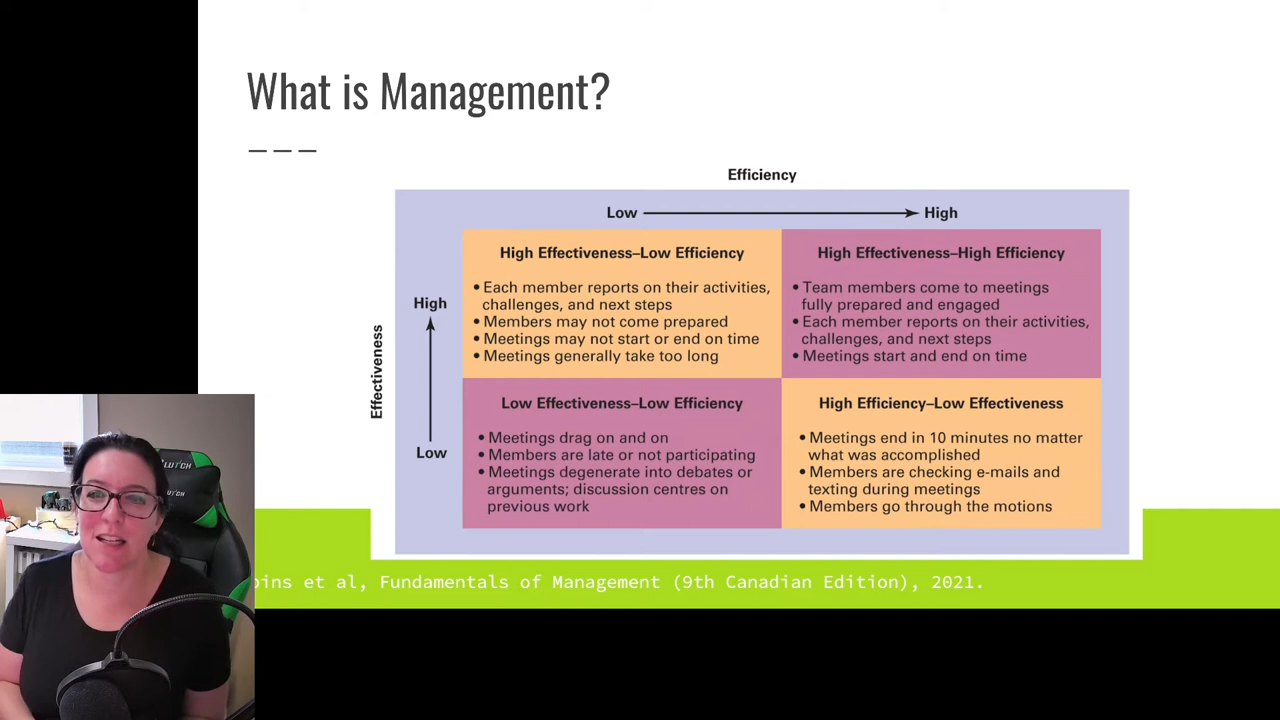 What is Management?
Efficiency
Low
High
Effectiveness
High
Low
High Effectiveness–Low Efficiency
• Each member reports on their activities,
challenges, and next steps
• Members may not come prepared
• Meetings may not start or end on time
• Meetings generally take too long
High Effectiveness–High Efficiency
• Team members come to meetings
fully prepared and engaged
• Each member reports on their activities,
challenges, and next steps
• Meetings start and end on time
Low Effectiveness–Low Efficiency
• Meetings drag on and on
• Members are late or not participating
• Meetings degenerate into debates or
arguments; discussion centres on
previous work
High Efficiency–Low Effectiveness
• Meetings end in 10 minutes no matter
what was accomplished
• Members are checking e-mails and
texting during meetings
• Members go through the motions
CLUTCH
et al, Fundamentals of Management (9th Canadian Edition), 2021.